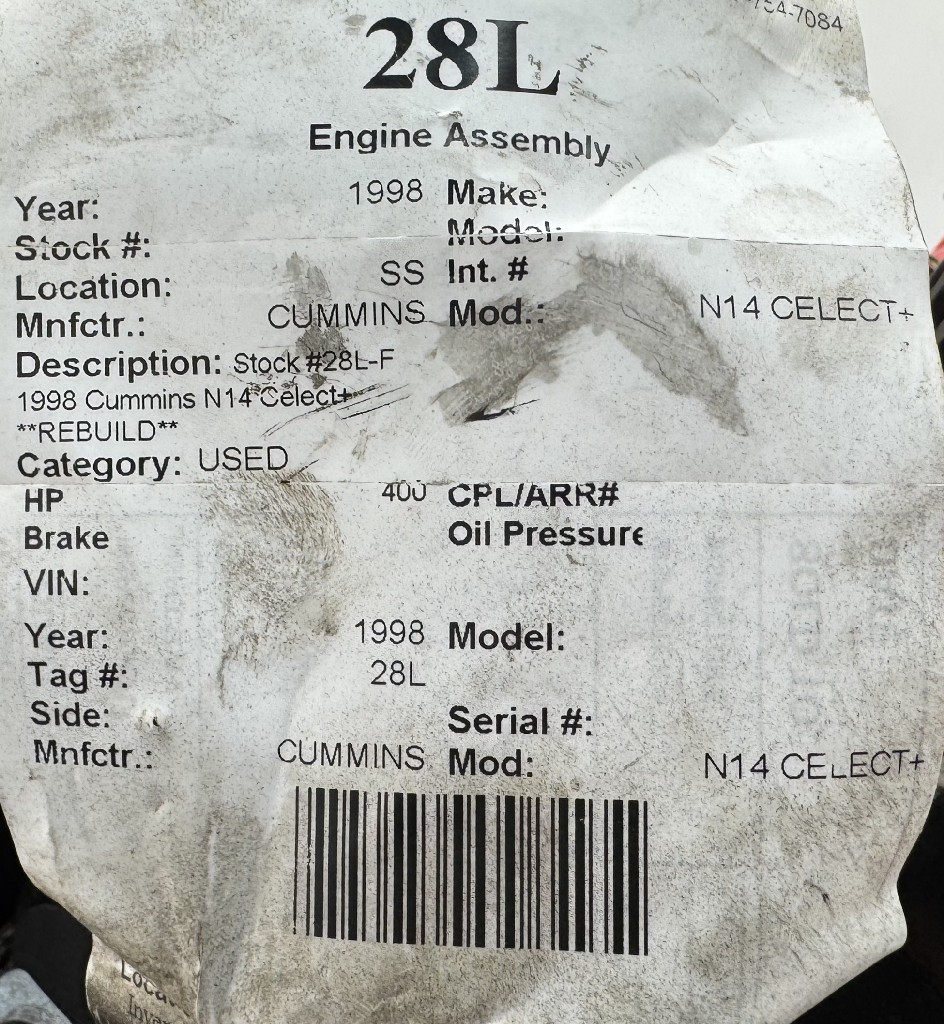 754-7084
28L
Engine Assembly
Year: 1998 Make:
Stock #: Model:
Location: SS Int. #
Mnfctr.: CUMMINS Mod.: N14 CELECT+
Description: Stock #28L-F
1998 Cummins N14 Celect+
**REBUILD**
Category: USED
HP 400 CPL/ARR#
Brake Oil Pressure
VIN:
Year: 1998 Model:
Tag #: 28L
Side: Serial #:
Mnfctr.: CUMMINS Mod: N14 CELECT+